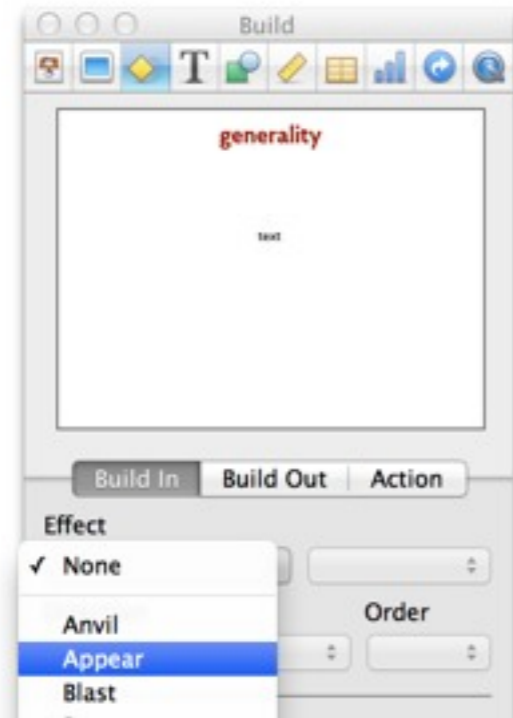 Build
T
generality
text
Build In Build Out Action
Effect
✓ None
Order
Anvil
Appear
Blast